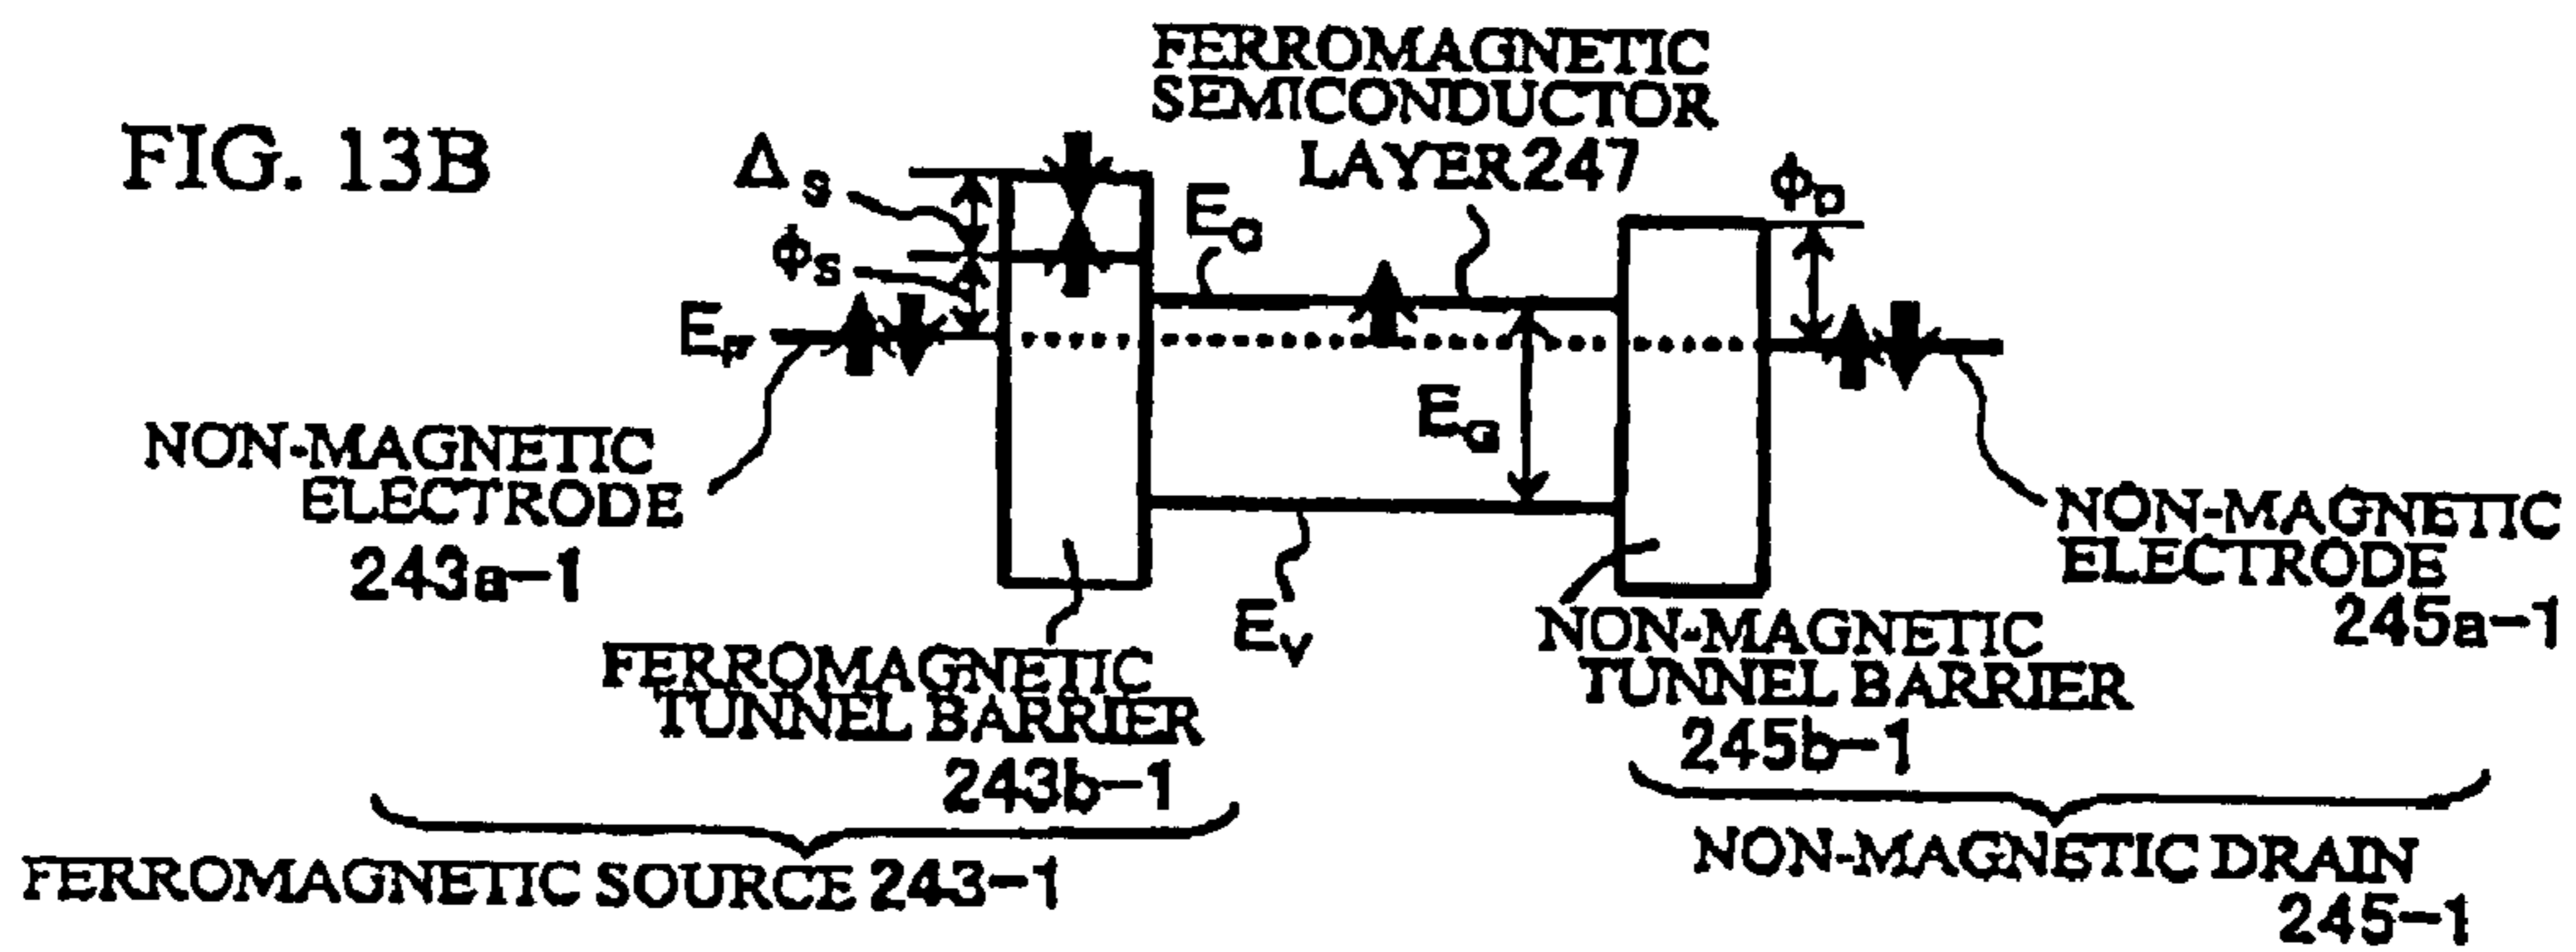 FERROMAGNETIC
SEMICONDUCTOR
LAYER 247
FIG. 13B
Δs
φs
EF
EC
φD
EG
EV
NON-MAGNETIC
ELECTRODE
243a-1
NON-MAGNETIC
ELECTRODE
245a-1
FERROMAGNETIC
TUNNEL BARRIER
243b-1
NON-MAGNETIC
TUNNEL BARRIER
245b-1
FERROMAGNETIC SOURCE 243-1
NON-MAGNETIC DRAIN
245-1